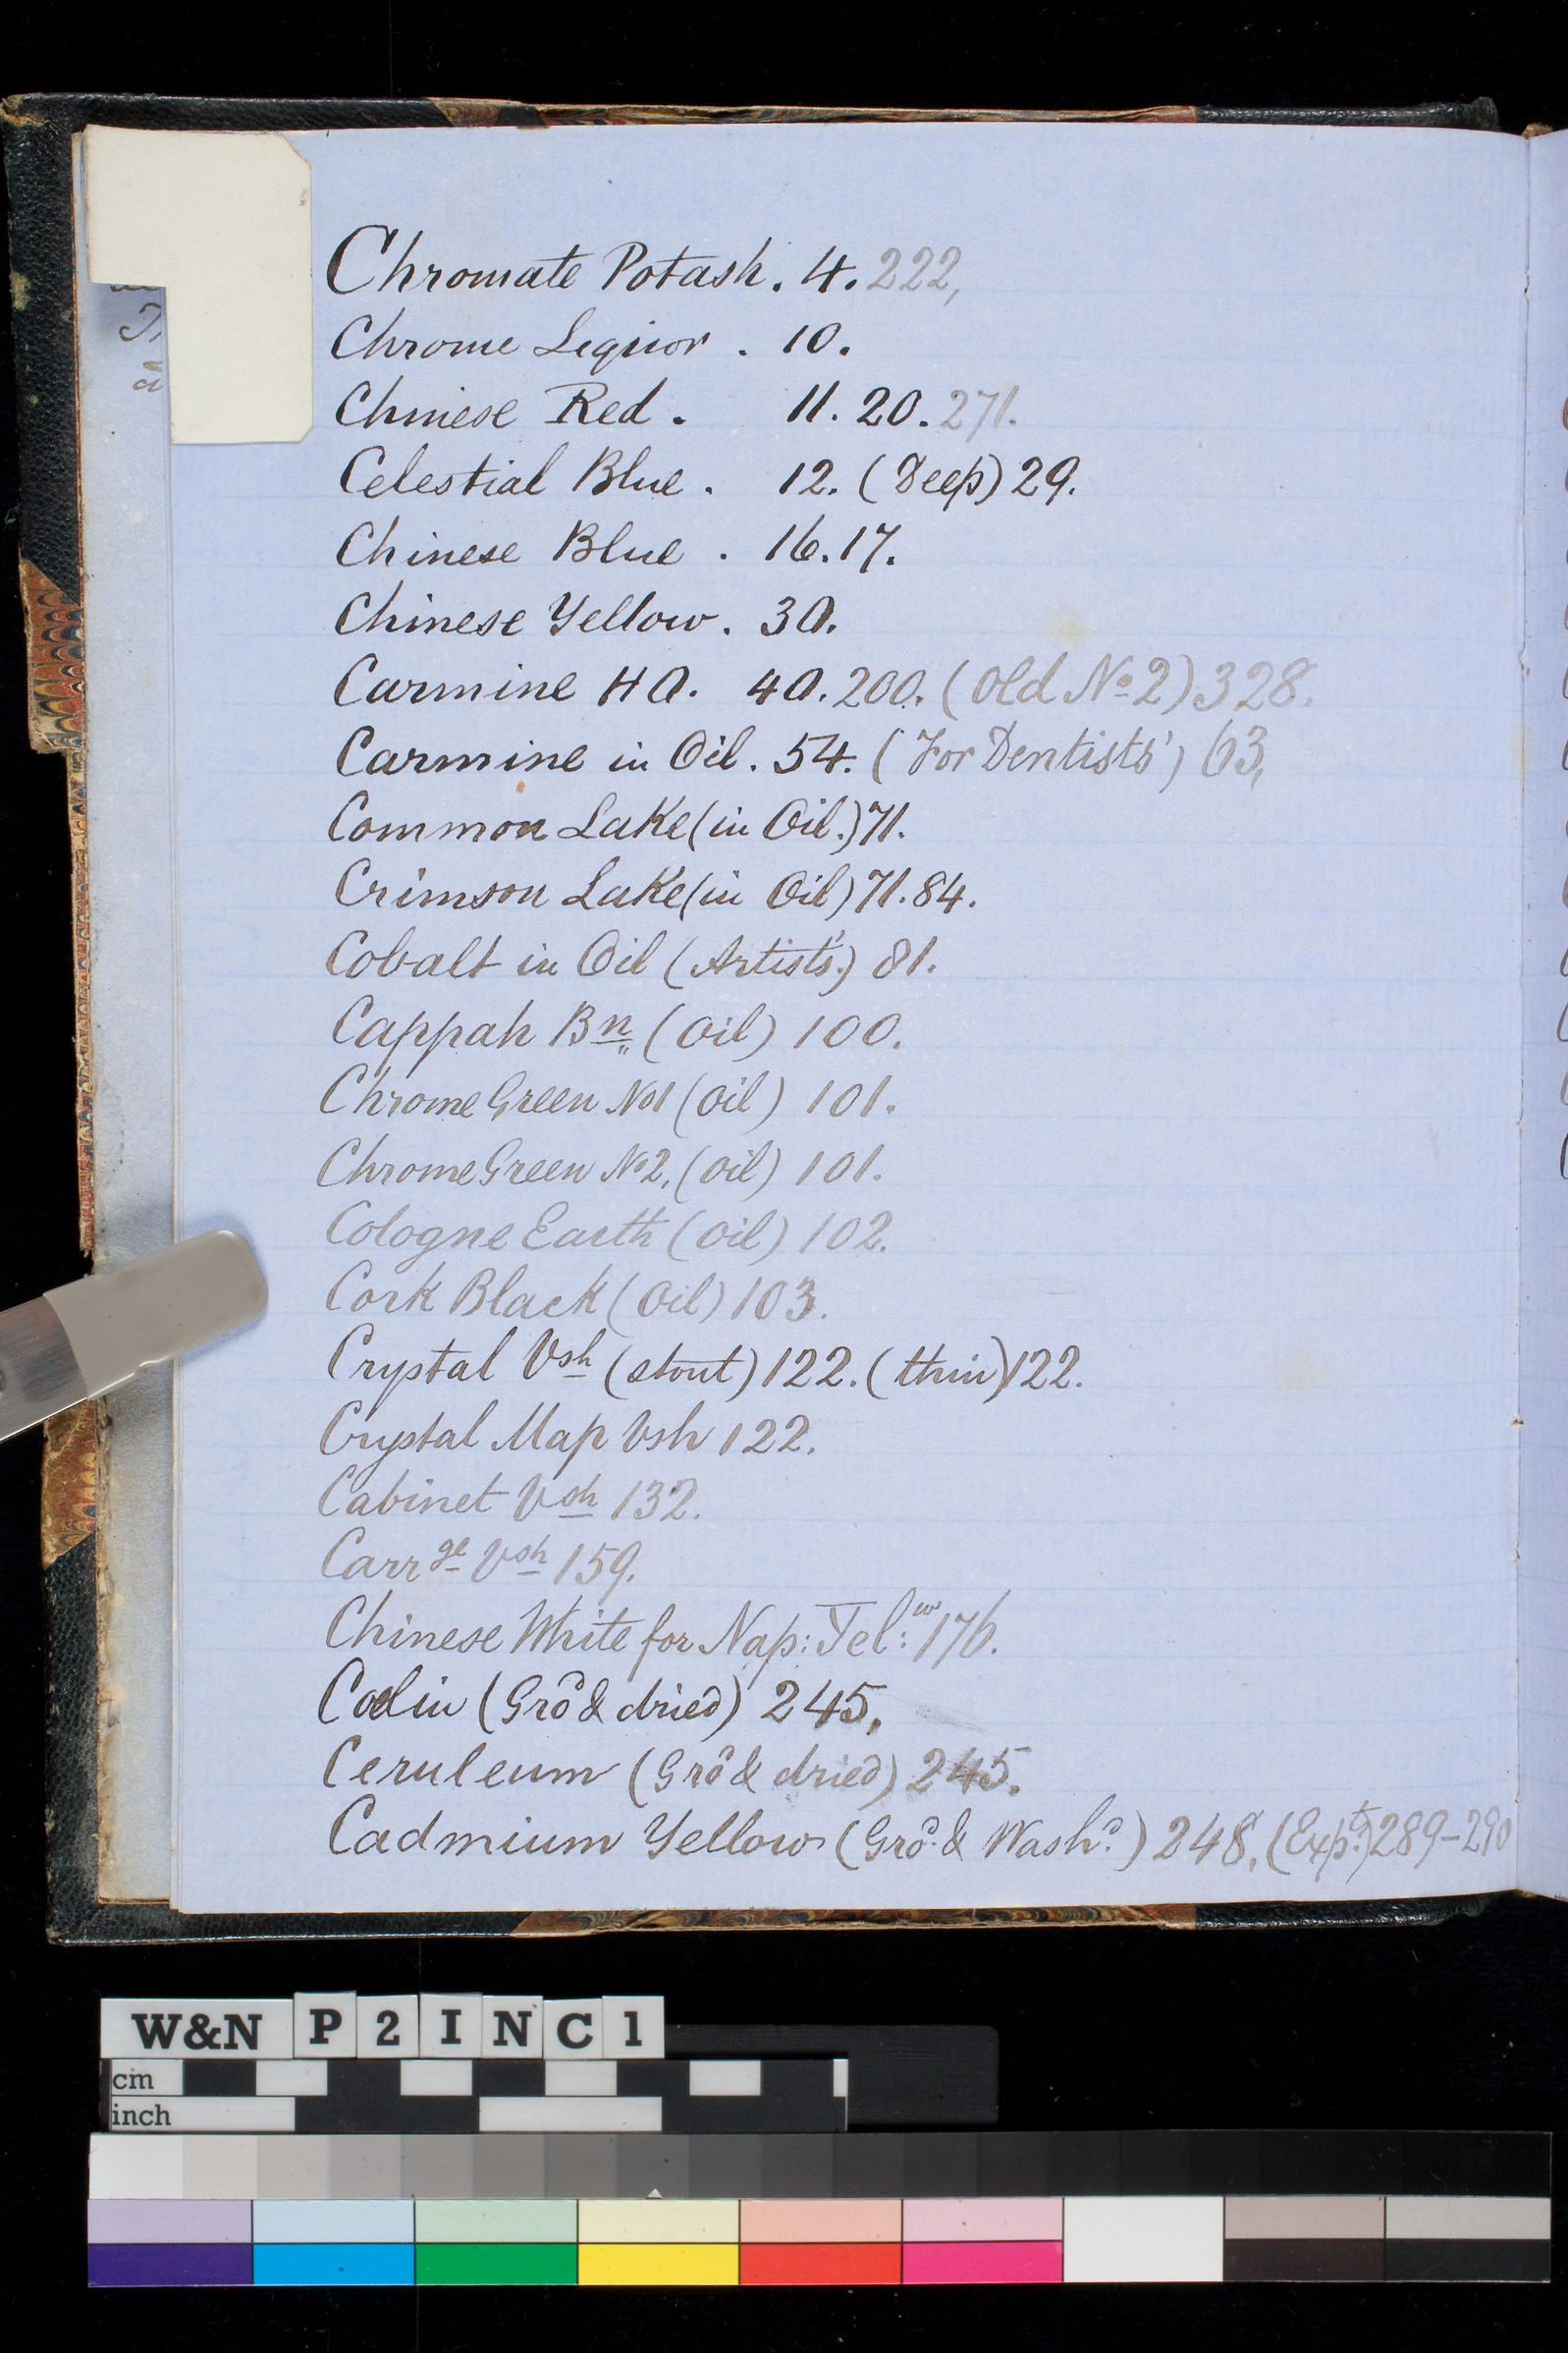 Chromate Potash. 4. 222,
Chrome Liquor. 10.
Chinese Red. 11. 20. 271.
Celestial Blue. 12. (Deep) 29.
Chinese Blue. 16. 17.
Chinese Yellow. 30.
Carmine HO. 40. 200. (Old No 2) 328.
Carmine in Oil. 54. (For Dentists') 63,
Common Lake (in Oil.) 71.
Crimson Lake (in Oil) 71. 84.
Cobalt in Oil (Artists'.) 81.
Cappah Bn (Oil) 100.
Chrome Green No1 (Oil) 101.
Chrome Green No2, (Oil) 101.
Cologne Earth (Oil) 102.
Cork Black (Oil) 103.
Crystal Vsh (stout) 122. (thin) 122.
Crystal Map Vsh 122.
Cabinet Vsh 132.
Carrge Vsh 159.
Chinese White for Nap: Tel:w 176.
Coelin (Grd & dried) 245.
Ceruleum (Grd & dried) 245.
Cadmium Yellow (Grd. & Washd.) 248, (Expt.) 289-290
W&N P2INC1
cm
inch